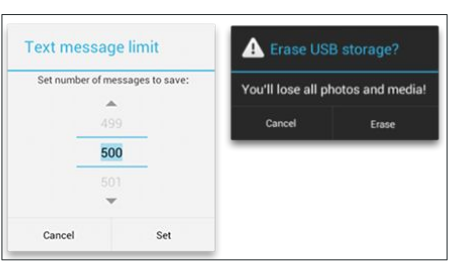 Text message limit
Set number of messages to save:
499
500
501
Cancel Set
Erase USB storage?
You'll lose all photos and media!
Cancel Erase